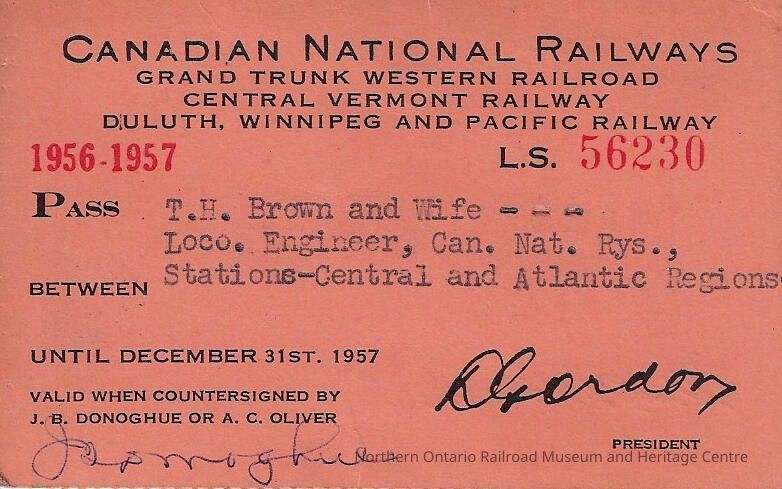 CANADIAN NATIONAL RAILWAYS
GRAND TRUNK WESTERN RAILROAD
CENTRAL VERMONT RAILWAY
DULUTH, WINNIPEG AND PACIFIC RAILWAY
1956-1957 L.S. 56230
PASS T.H. Brown and Wife - - -
Loco. Engineer, Can. Nat. Rys.,
BETWEEN Stations-Central and Atlantic Regions-
UNTIL DECEMBER 31ST. 1957
VALID WHEN COUNTERSIGNED BY
J. B. DONOGHUE OR A. C. OLIVER
D Gordon
PRESIDENT
J B Donoghue
Northern Ontario Railroad Museum and Heritage Centre